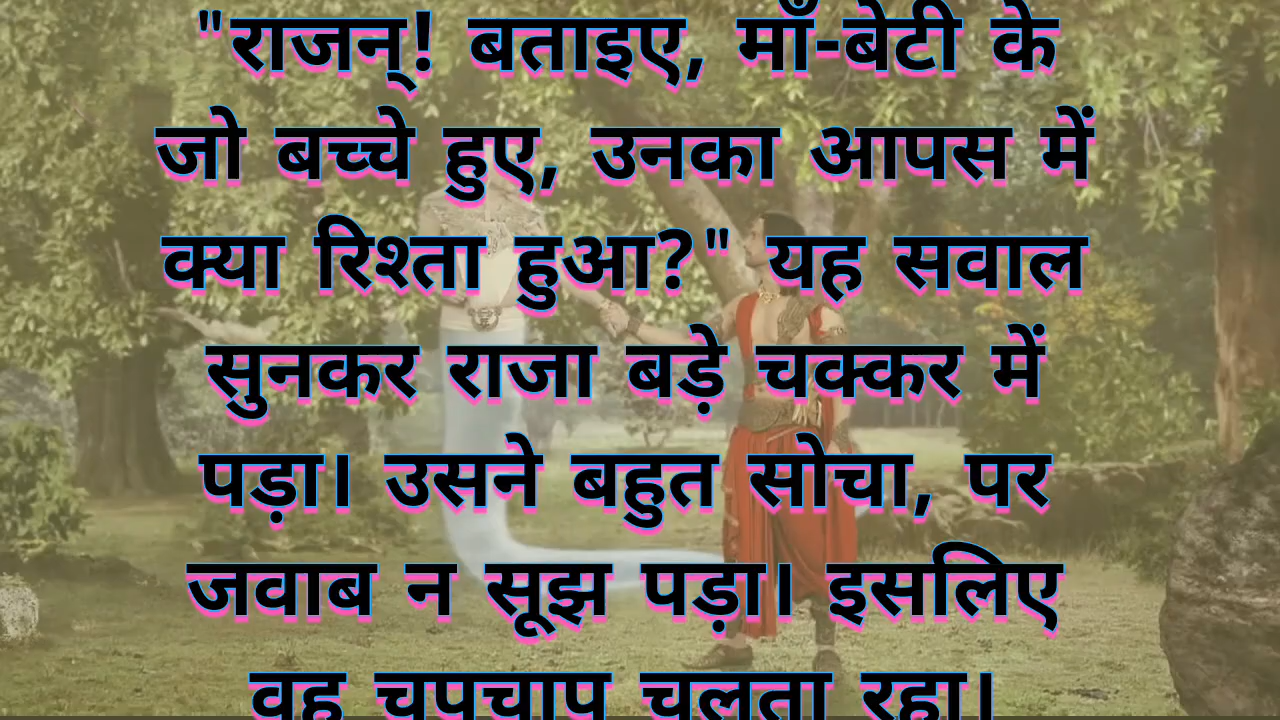 "राजन्! बताइए, माँ-बेटी के
जो बच्चे हुए, उनका आपस में
क्या रिश्ता हुआ?" यह सवाल
सुनकर राजा बड़े चक्कर में
पड़ा। उसने बहुत सोचा, पर
जवाब न सूझ पड़ा। इसलिए
वह चुपचाप चलता रहा।